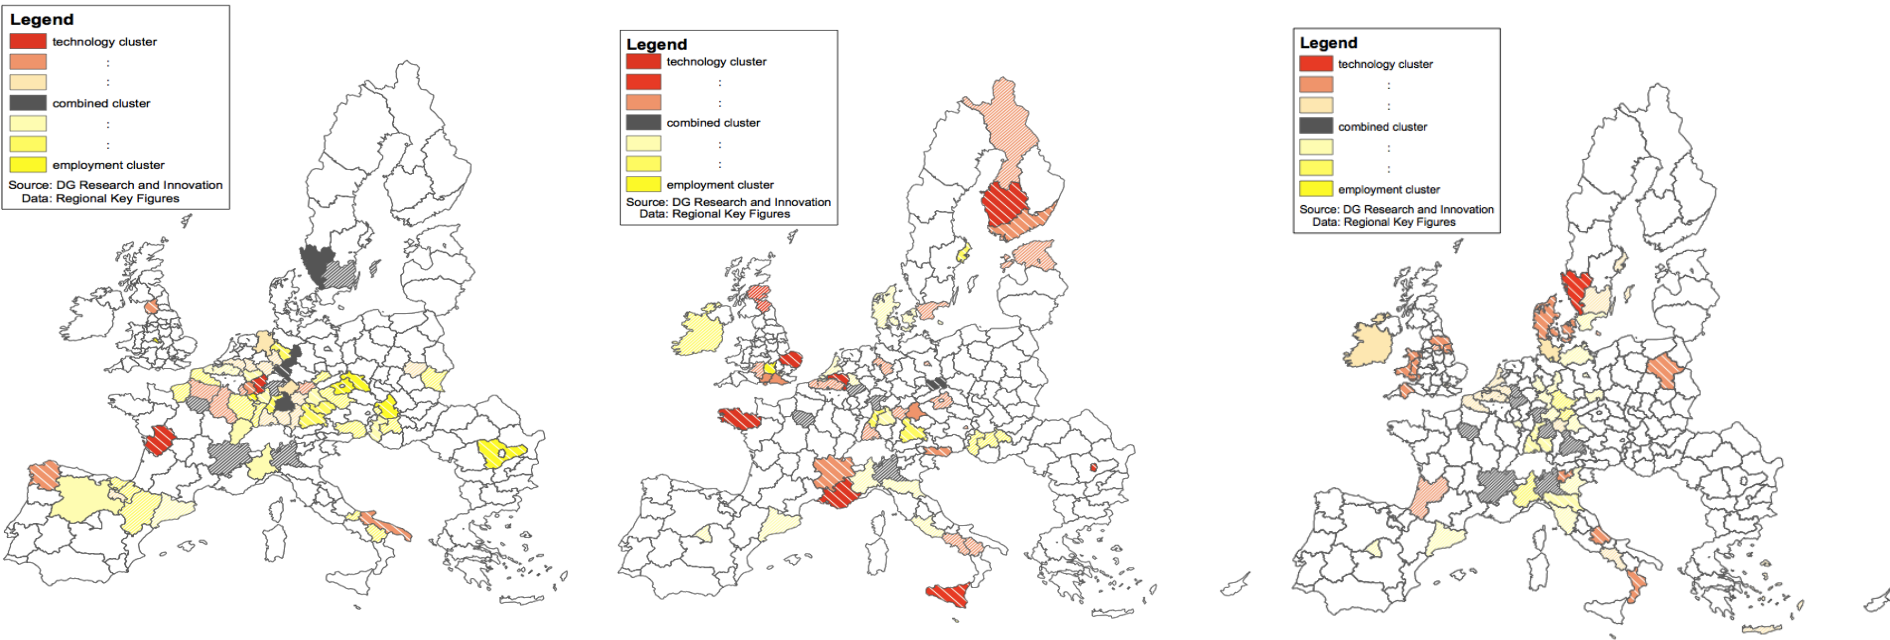 Legend
technology cluster
:
:
combined cluster
:
:
employment cluster
Source: DG Research and Innovation
Data: Regional Key Figures
Legend
technology cluster
:
:
combined cluster
:
:
employment cluster
Source: DG Research and Innovation
Data: Regional Key Figures
Legend
technology cluster
:
:
combined cluster
:
:
employment cluster
Source: DG Research and Innovation
Data: Regional Key Figures